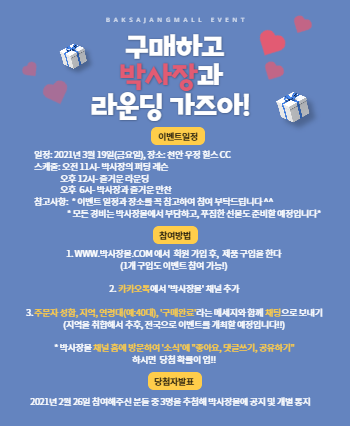 BAKSAJANGMALL EVENT
구매하고
박사장과
라운딩 가즈아!
이벤트일정
일정: 2021년 3월 19일(금요일), 장소: 천안 우정 힐스 CC
스케줄: 오전 11시- 박사장의 퍼팅 레슨
오후 12시- 즐거운 라운딩
오후 6시- 박사장과 즐거운 만찬
참고사항: * 이벤트 일정과 장소를 꼭 참고하여 참여 부탁드립니다 ^^
* 모든 경비는 박사장몰에서 부담하고, 푸짐한 선물도 준비할 예정입니다*
참여방법
1. WWW.박사장몰.COM 에서 회원 가입 후, 제품 구입을 한다
(1개 구입도 이벤트 참여 가능!)
2. 카카오톡에서 '박사장몰' 채널 추가
3. 주문자 성함, 지역, 연령대(예:40대), '구매완료'라는 메세지와 함께 채팅으로 보내기
(지역을 취합해서 추후, 전국으로 이벤트를 개최할 예정입니다!!)
* 박사장몰 채널 홈에 방문하여 '소식'에 "좋아요, 댓글쓰기, 공유하기"
하시면 당첨 확률이 업!!
당첨자발표
2021년 2월 26일 참여해주신 분들 중 3명을 추첨해 박사장몰에 공지 및 개별 통지